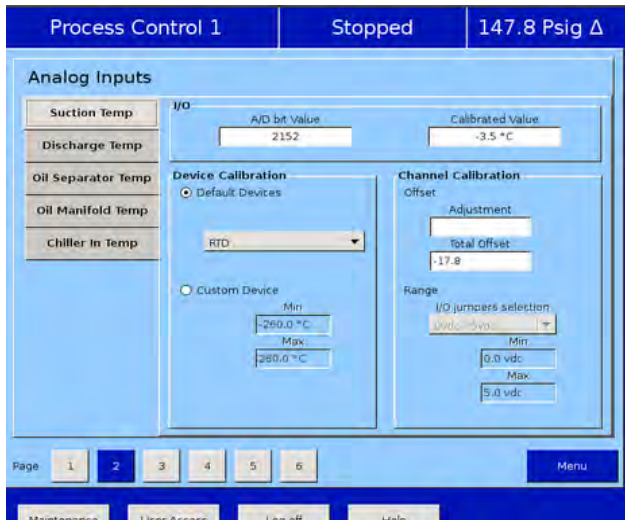 Process Control 1 Stopped 147.8 Psig Δ
Analog Inputs
Suction Temp
Discharge Temp
Oil Separator Temp
Oil Manifold Temp
Chiller In Temp
I/O
A/D bit Value
2152
Calibrated Value
-3.5 °C
Device Calibration
Default Devices
RTD
Custom Device
Min
-260.0 °C
Max
260.0 °C
Channel Calibration
Offset
Adjustment
Total Offset
-17.8
Range
I/O jumpers selection
Min
0.0 vdc
Max
5.0 vdc
Page 1 2 3 4 5 6 Menu
Maintenance User Access Log off Help